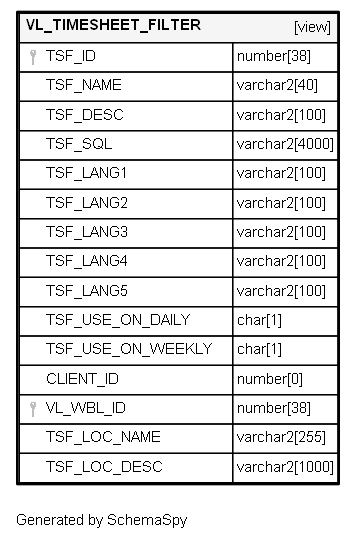 VL_TIMESHEET_FILTER [view]
TSF_ID number[38]
TSF_NAME varchar2[40]
TSF_DESC varchar2[100]
TSF_SQL varchar2[4000]
TSF_LANG1 varchar2[100]
TSF_LANG2 varchar2[100]
TSF_LANG3 varchar2[100]
TSF_LANG4 varchar2[100]
TSF_LANG5 varchar2[100]
TSF_USE_ON_DAILY char[1]
TSF_USE_ON_WEEKLY char[1]
CLIENT_ID number[0]
VL_WBL_ID number[38]
TSF_LOC_NAME varchar2[255]
TSF_LOC_DESC varchar2[1000]
Generated by SchemaSpy